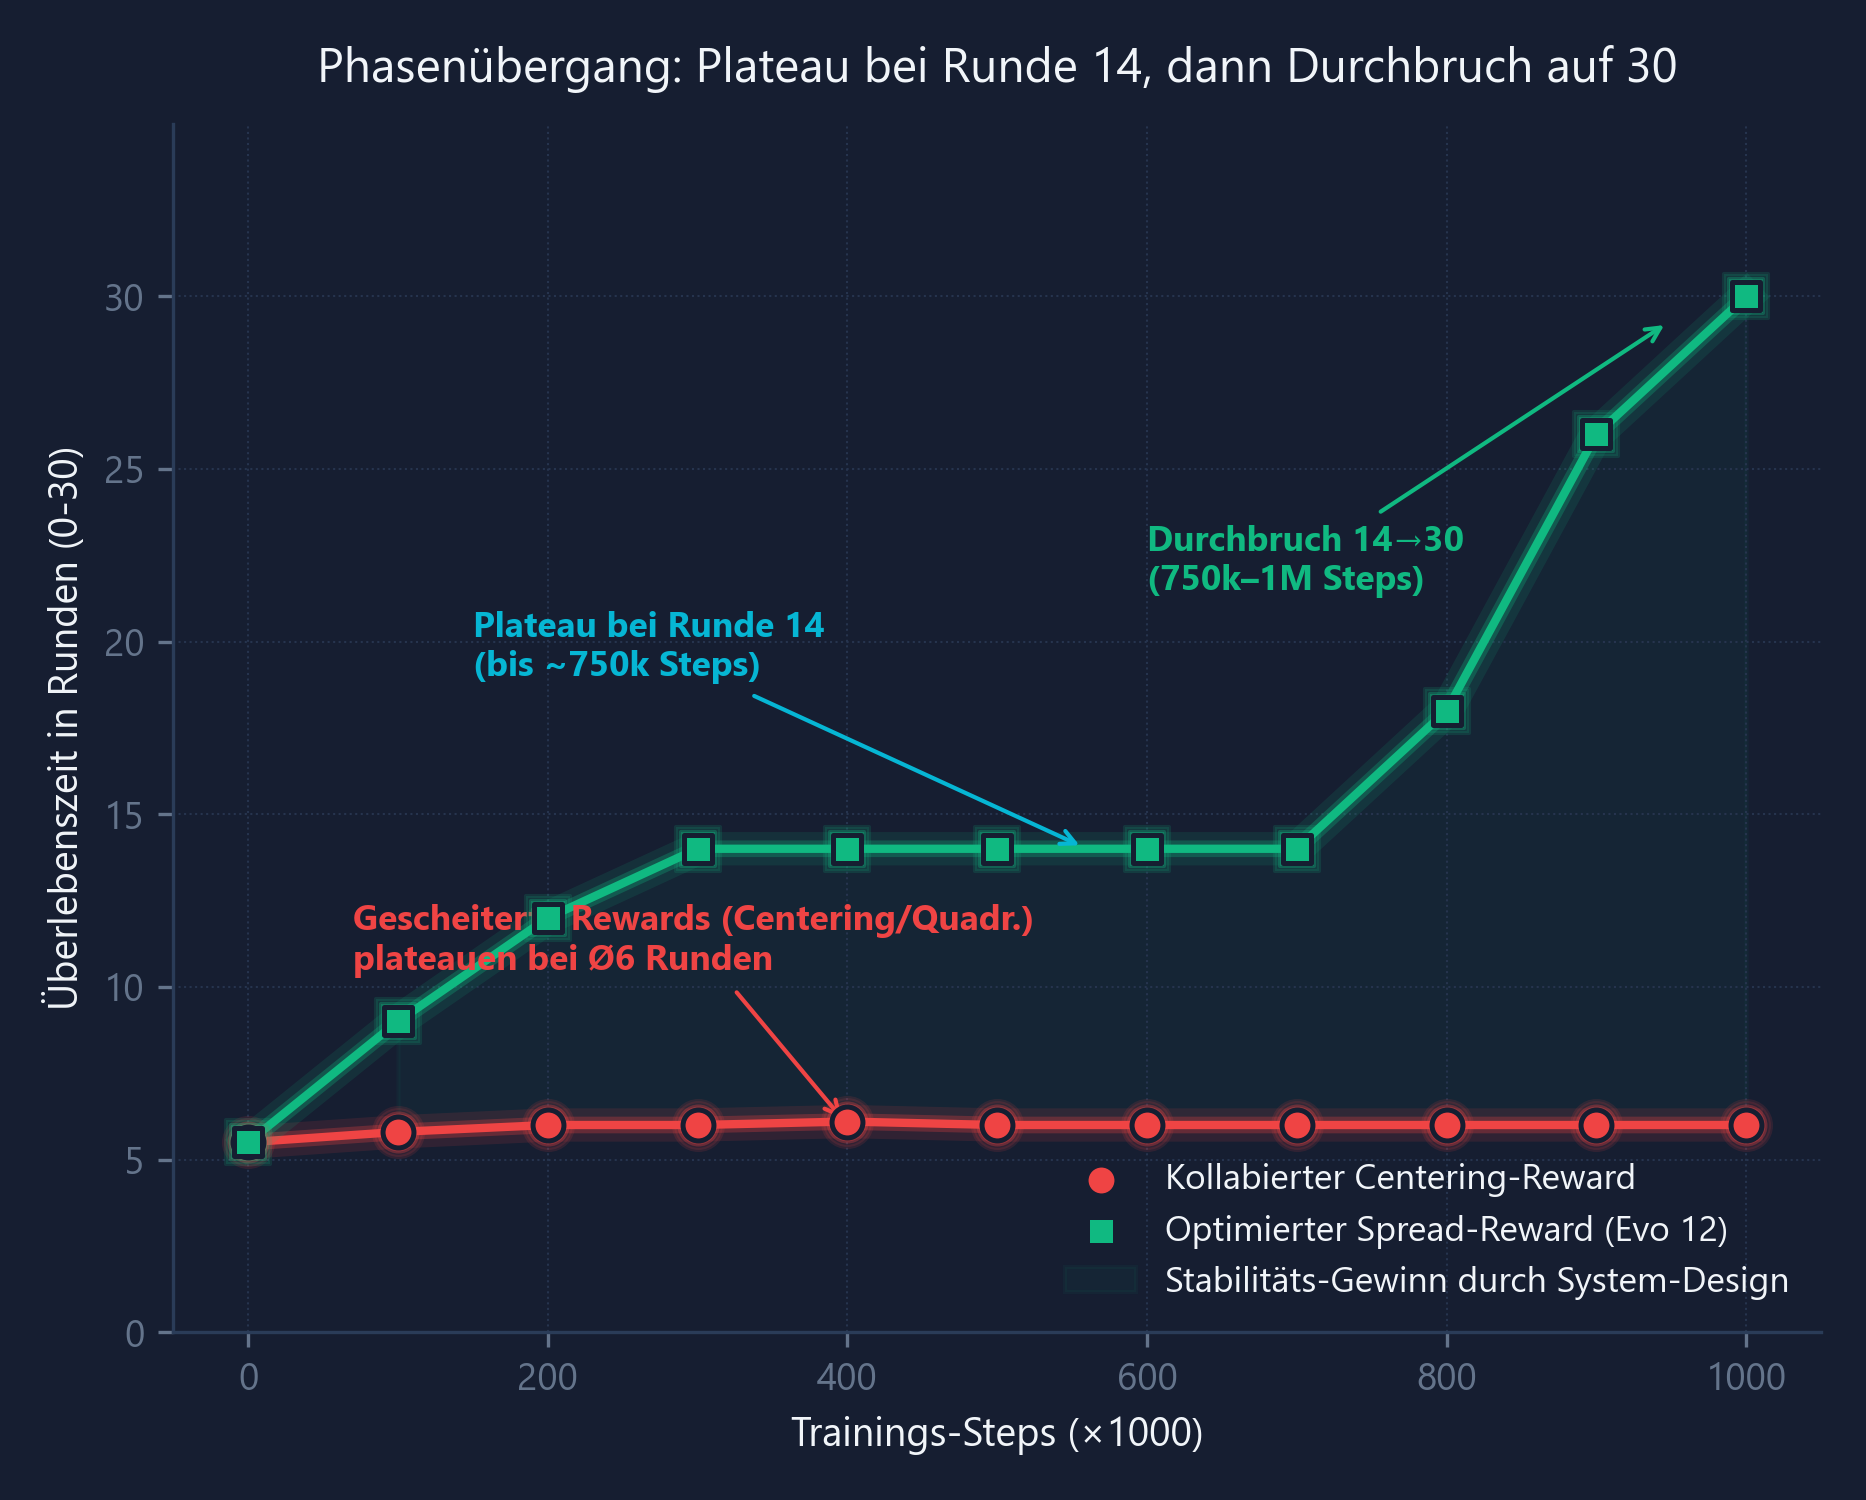 Phasenübergang: Plateau bei Runde 14, dann Durchbruch auf 30
Überlebenszeit in Runden (0-30)
30
25
20
15
10
5
0
Durchbruch 14→30
(750k–1M Steps)
Plateau bei Runde 14
(bis ~750k Steps)
Gescheiterte Rewards (Centering/Quadr.)
plateauen bei Ø6 Runden
Kollabierter Centering-Reward
Optimierter Spread-Reward (Evo 12)
Stabilitäts-Gewinn durch System-Design
0
200
400
600
800
1000
Trainings-Steps (×1000)